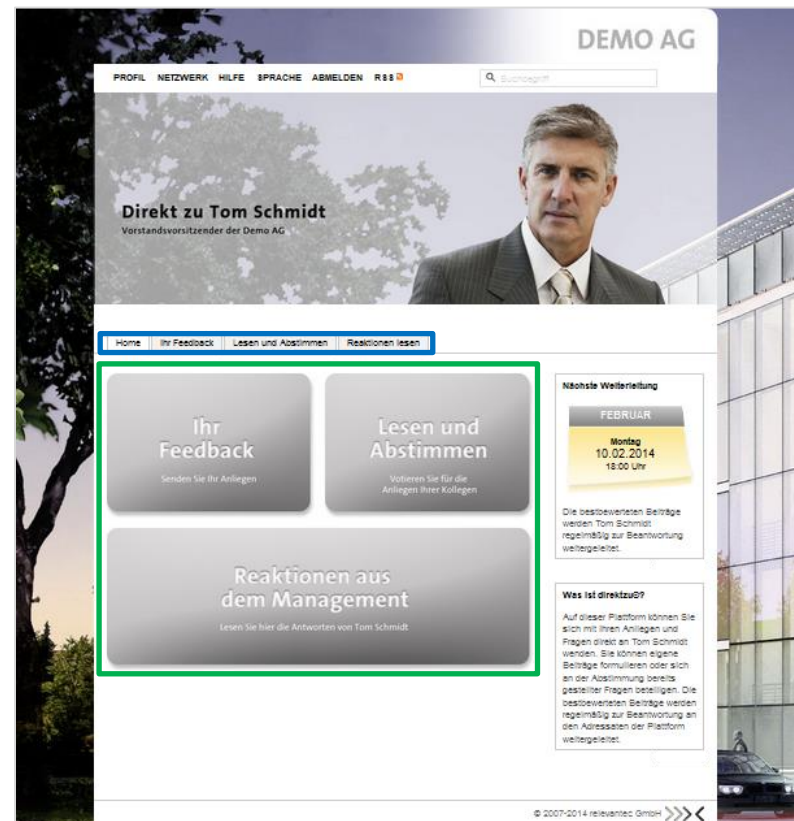 DEMO AG
PROFIL NETZWERK HILFE SPRACHE ABMELDEN RSS
Suchbegriff
Direkt zu Tom Schmidt
Vorstandsvorsitzender der Demo AG
Home Ihr Feedback Lesen und Abstimmen Reaktionen lesen
Ihr
Feedback
Senden Sie Ihr Anliegen
Lesen und
Abstimmen
Votieren Sie für die
Anliegen Ihrer Kollegen
Reaktionen aus
dem Management
Lesen Sie hier die Antworten von Tom Schmidt
Nächste Weiterleitung
FEBRUAR
Montag
10.02.2014
18:00 Uhr
Die bestbewerteten Beiträge
werden Tom Schmidt
regelmäßig zur Beantwortung
weitergeleitet.
Was ist direktzu©?
Auf dieser Plattform können Sie
sich mit Ihren Anliegen und
Fragen direkt an Tom Schmidt
wenden. Sie können eigene
Beiträge formulieren oder sich
an der Abstimmung bereits
gestellter Fragen beteiligen. Die
bestbewerteten Beiträge werden
regelmäßig zur Beantwortung an
den Adressaten der Plattform
weitergeleitet.
© 2007-2014 relevantec GmbH